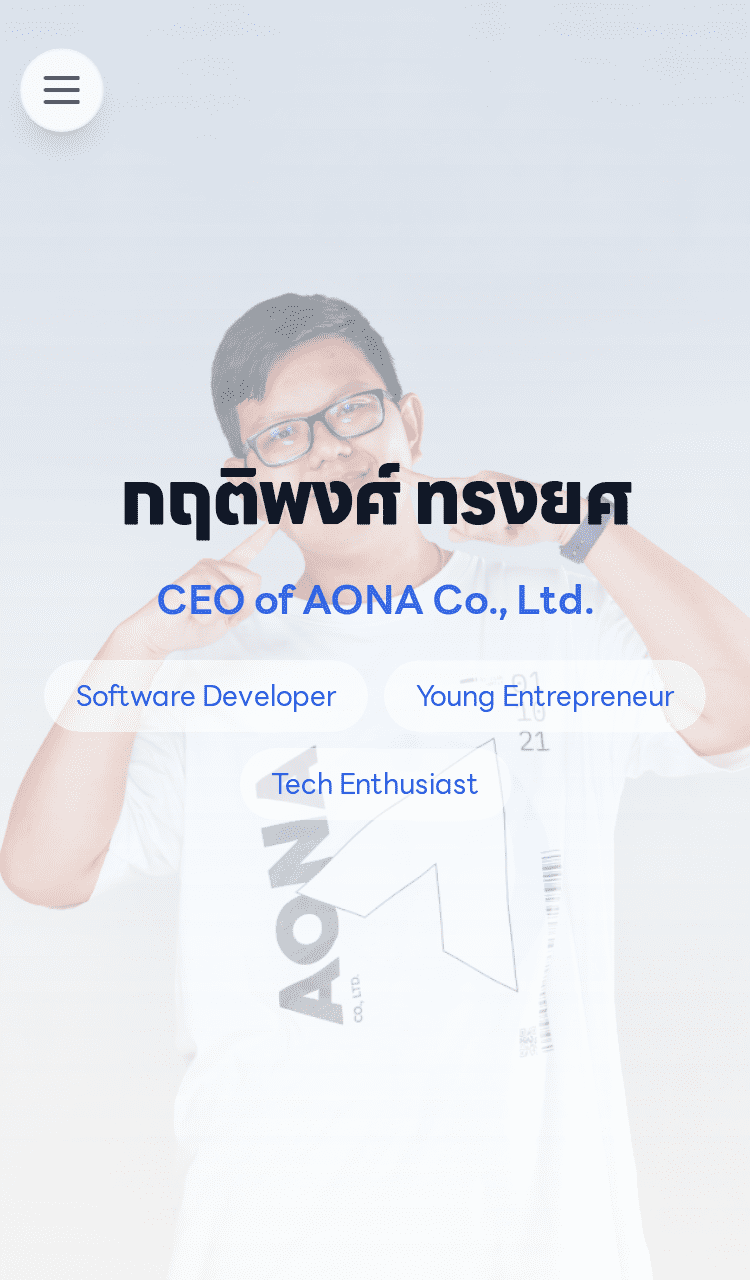 กฤติพงศ์ ทรงยศ
CEO of AONA Co., Ltd.
Software Developer
Young Entrepreneur
Tech Enthusiast
01
10
21
AONA
CO., LTD.